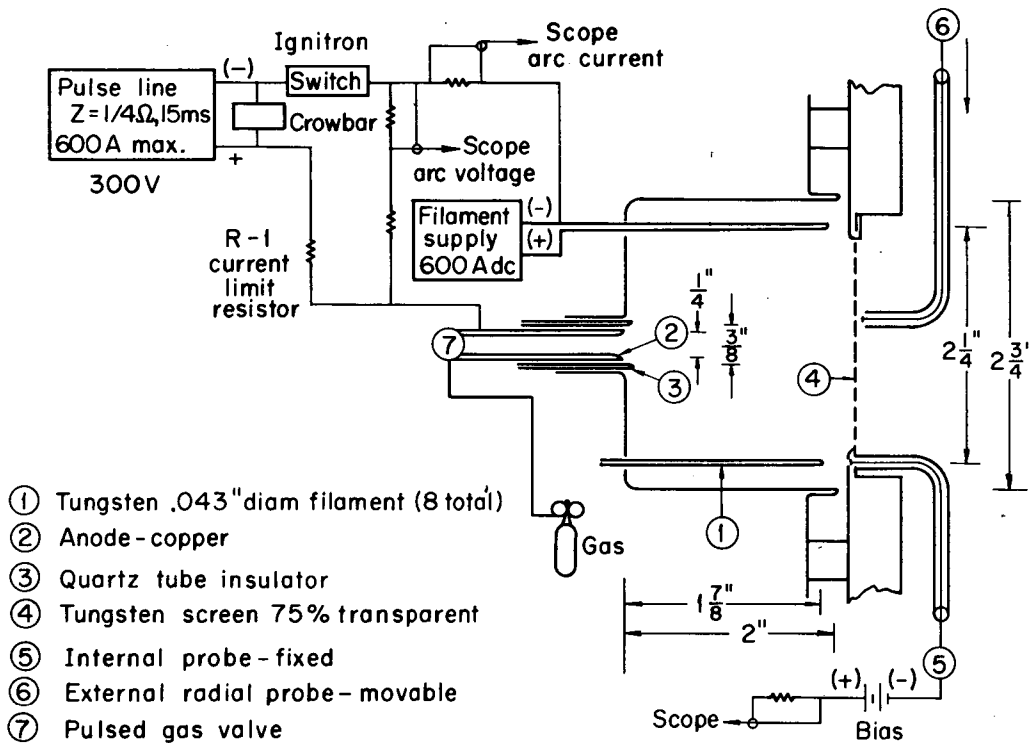 Ignitron
Scope
arc current
(-)
Switch
Pulse line
Z=1/4Ω,15ms
600 A max.
Crowbar
+
300V
Scope
arc voltage
Filament
supply
600 A dc
(-)
(+)
R-1
current
limit
resistor
1/4"
3/8"
2 1/4"
2 3/4'
7
2
3
4
6
1 Tungsten .043" diam filament (8 total)
2 Anode-copper
3 Quartz tube insulator
4 Tungsten screen 75% transparent
5 Internal probe-fixed
6 External radial probe-movable
7 Pulsed gas valve
Gas
1
1 7/8"
2"
5
(+)
(-)
Scope
Bias